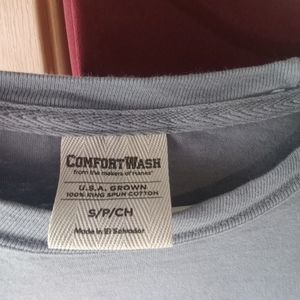 COMFORTWASH
from the makers of Hanes
U.S.A. GROWN
100% RING SPUN COTTON
S/P/CH
Made in El Salvador